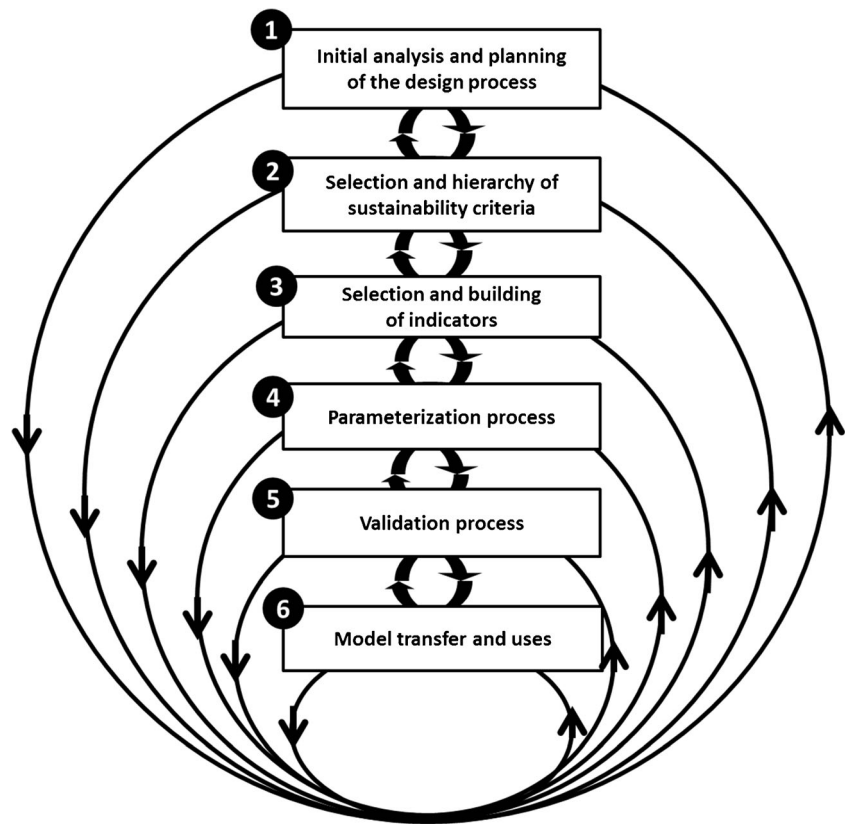 1
Initial analysis and planning
of the design process
2
Selection and hierarchy of
sustainability criteria
3
Selection and building
of indicators
4
Parameterization process
5
Validation process
6
Model transfer and uses